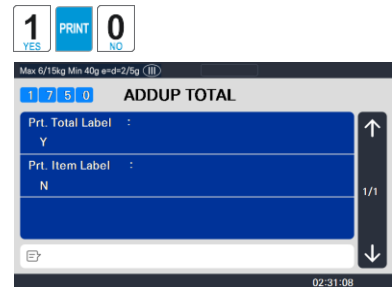 1 PRINT 0
YES NO
Max 6/15kg Min 40g e=d=2/5g (III)
1 7 5 0 ADDUP TOTAL
Prt. Total Label :
Y
Prt. Item Label :
N
1/1
02:31:08